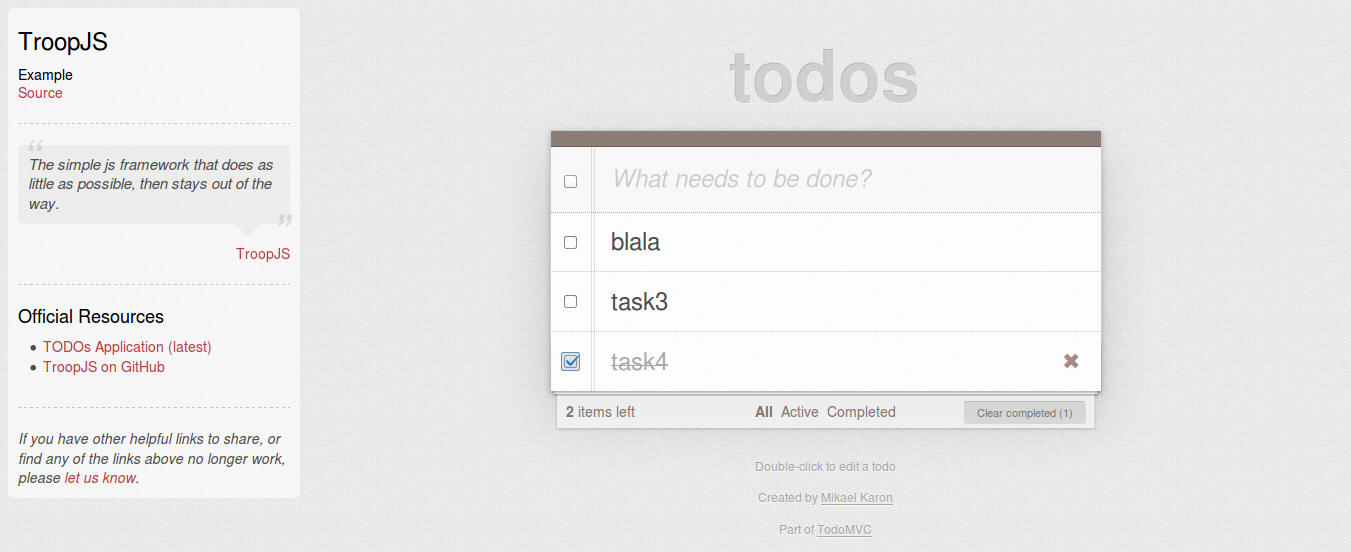 TroopJS
Example
Source
“
The simple js framework that does as
little as possible, then stays out of the
way.
”
TroopJS
Official Resources
• TODOs Application (latest)
• TroopJS on GitHub
If you have other helpful links to share, or
find any of the links above no longer work,
please let us know.
todos
What needs to be done?
blala
task3
task4 ✖
2 items left All Active Completed Clear completed (1)
Double-click to edit a todo
Created by Mikael Karon
Part of TodoMVC